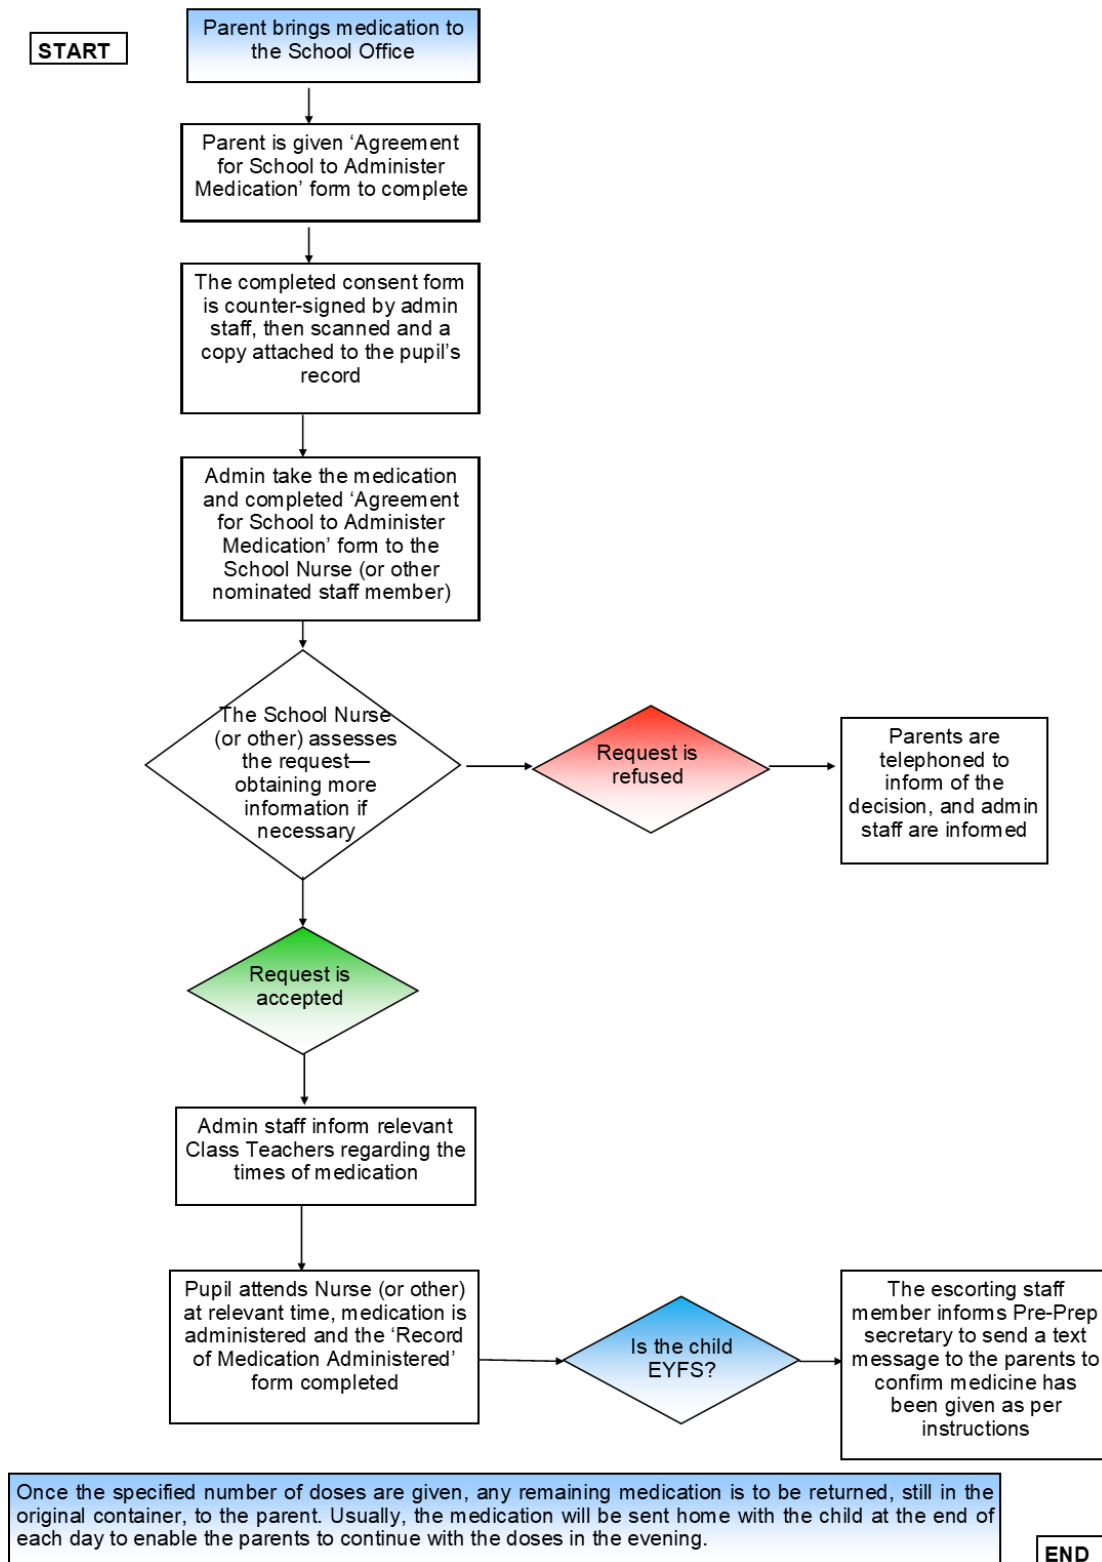 START
Parent brings medication to
the School Office
Parent is given ‘Agreement
for School to Administer
Medication’ form to complete
The completed consent form
is counter-signed by admin
staff, then scanned and a
copy attached to the pupil’s
record
Admin take the medication
and completed ‘Agreement
for School to Administer
Medication’ form to the
School Nurse (or other
nominated staff member)
The School Nurse
(or other) assesses
the request—
obtaining more
information if
necessary
Request is
refused
Parents are
telephoned to
inform of the
decision, and admin
staff are informed
Request is
accepted
Admin staff inform relevant
Class Teachers regarding the
times of medication
Pupil attends Nurse (or other)
at relevant time, medication is
administered and the ‘Record
of Medication Administered’
form completed
Is the child
EYFS?
The escorting staff
member informs Pre-Prep
secretary to send a text
message to the parents to
confirm medicine has
been given as per
instructions
Once the specified number of doses are given, any remaining medication is to be returned, still in the
original container, to the parent. Usually, the medication will be sent home with the child at the end of
each day to enable the parents to continue with the doses in the evening.
END